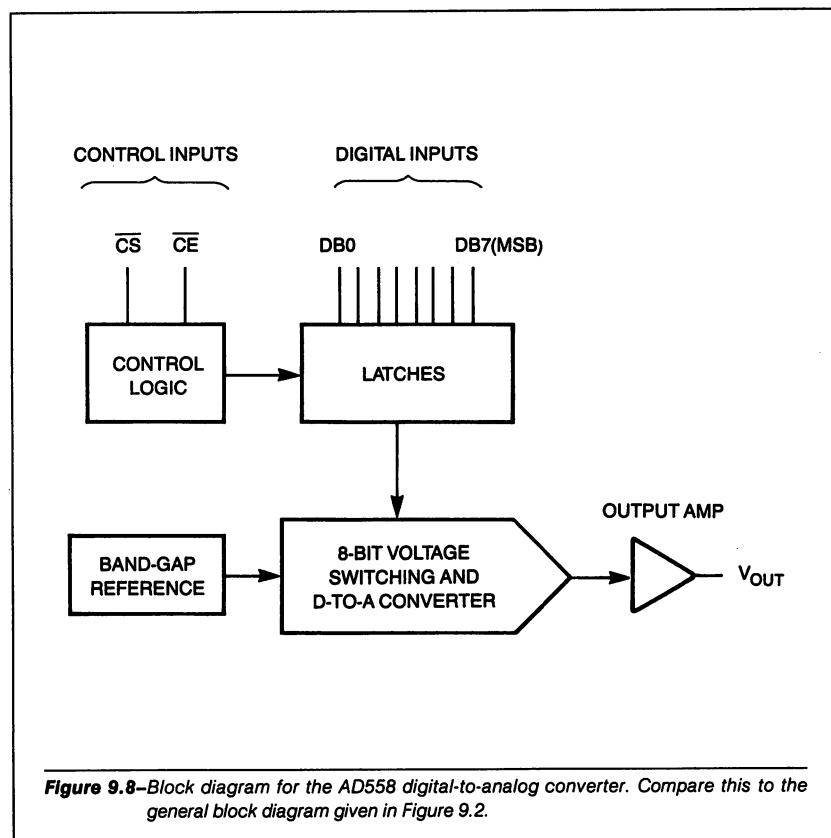 CONTROL INPUTS
DIGITAL INPUTS
C̅S̅
C̅E̅
DB0
DB7(MSB)
CONTROL
LOGIC
LATCHES
OUTPUT AMP
BAND-GAP
REFERENCE
8-BIT VOLTAGE
SWITCHING AND
D-TO-A CONVERTER
VOUT
Figure 9.8–Block diagram for the AD558 digital-to-analog converter. Compare this to the
general block diagram given in Figure 9.2.